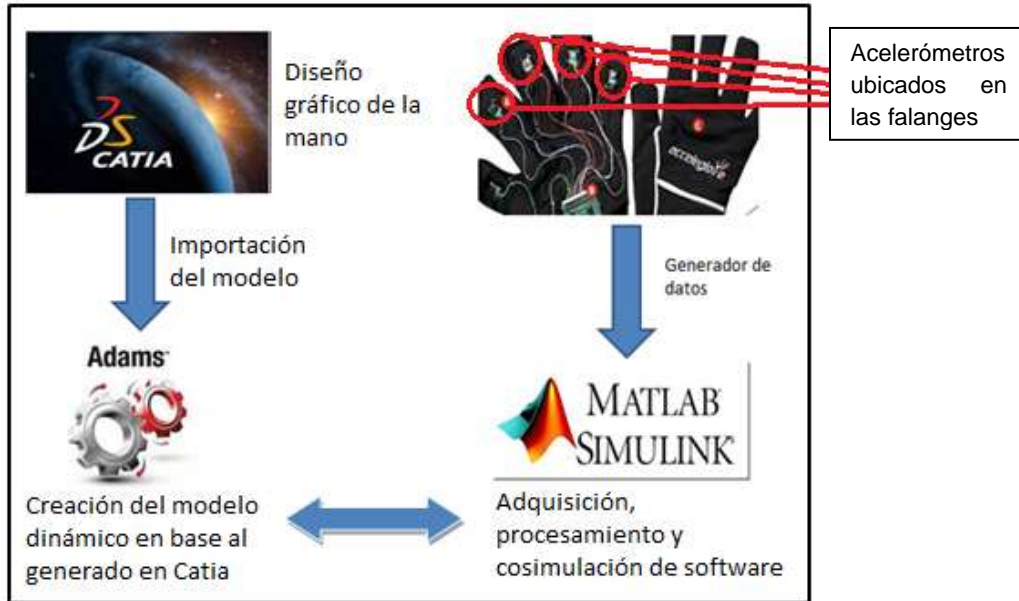 DS
CATIA
Diseño
gráfico de la
mano
Acelerómetros
ubicados en
las falanges
Importación
del modelo
Generador de
datos
Adams
MATLAB
SIMULINK
Creación del modelo
dinámico en base al
generado en Catia
Adquisición,
procesamiento y
cosimulación de software